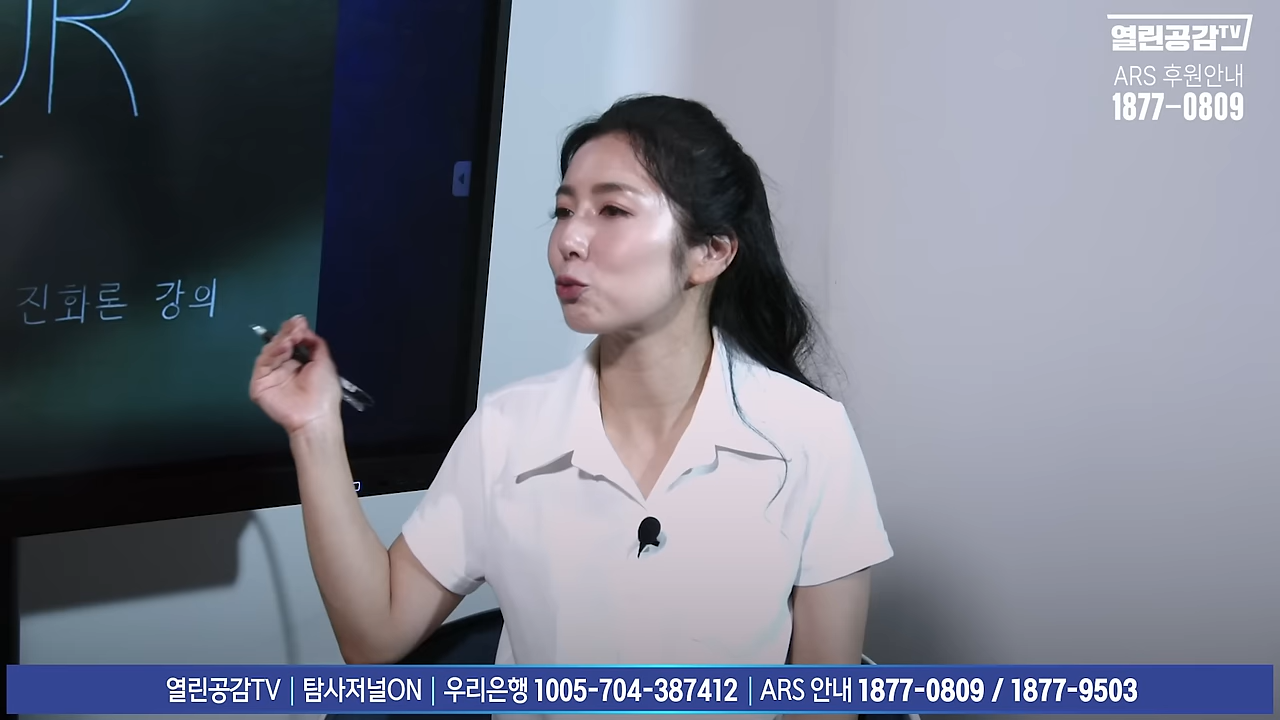 UR
열린공감TV
ARS 후원안내
1877-0809
진화론 강의
열린공감TV | 탐사저널ON | 우리은행 1005-704-387412 | ARS 안내 1877-0809 / 1877-9503